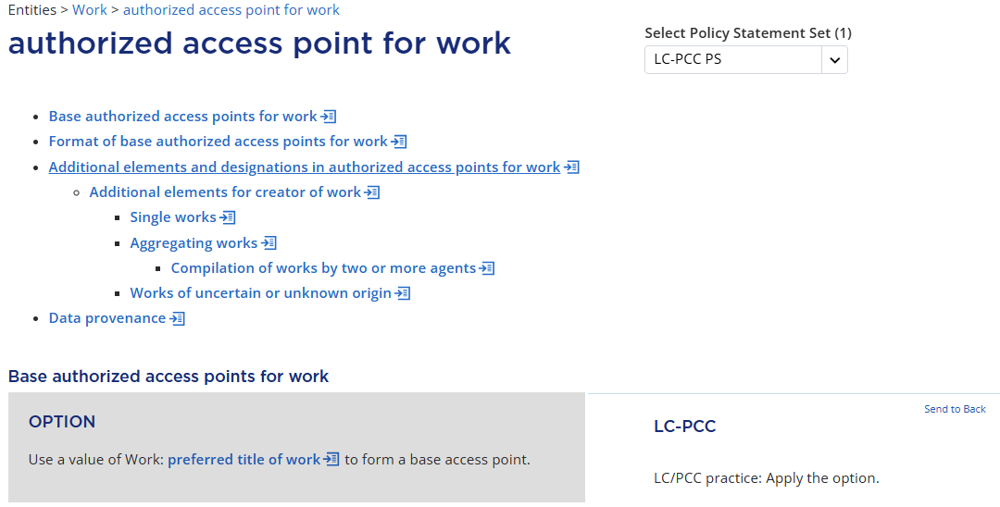 Entities > Work > authorized access point for work
authorized access point for work
Select Policy Statement Set (1)
LC-PCC PS
Base authorized access points for work
Format of base authorized access points for work
Additional elements and designations in authorized access points for work
Additional elements for creator of work
Single works
Aggregating works
Compilation of works by two or more agents
Works of uncertain or unknown origin
Data provenance
Base authorized access points for work
OPTION
Use a value of Work: preferred title of work to form a base access point.
Send to Back
LC-PCC
LC/PCC practice: Apply the option.